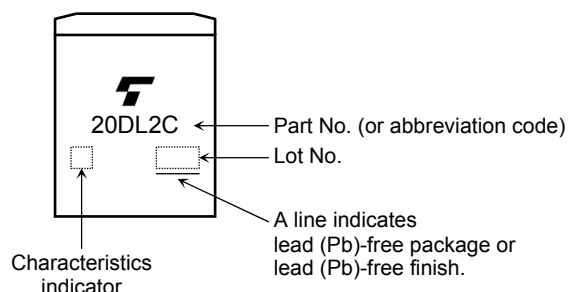 20DL2C
Part No. (or abbreviation code)
Lot No.
A line indicates
lead (Pb)-free package or
lead (Pb)-free finish.
Characteristics
indicator